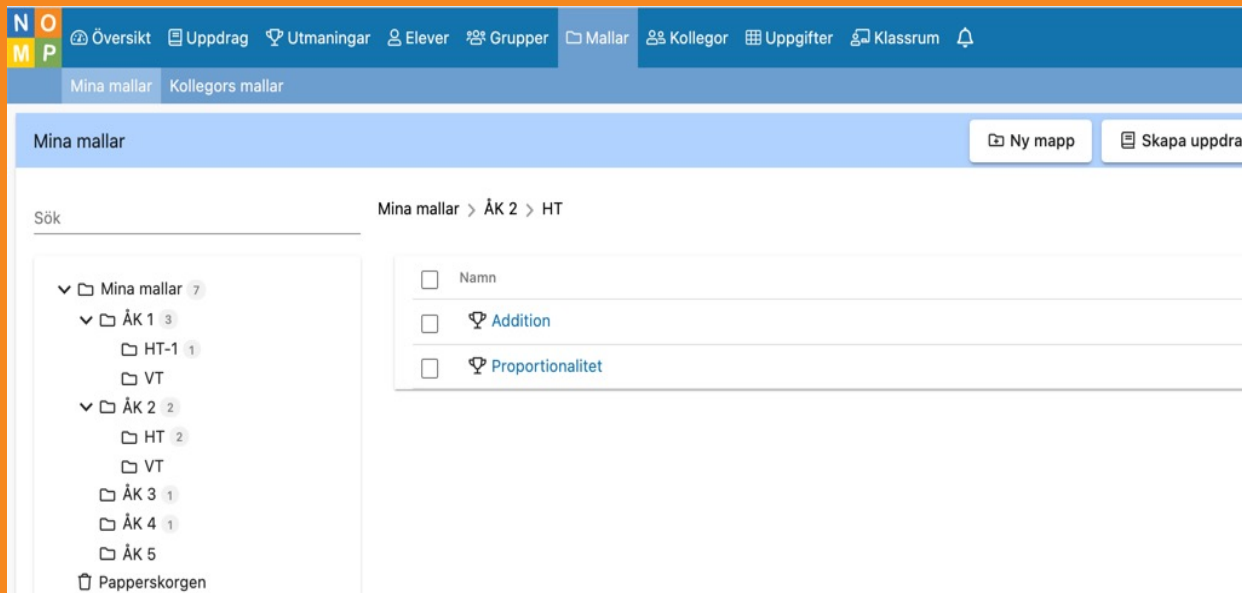 N O
M P
Översikt Uppdrag Utmaningar Elever Grupper Mallar Kollegor Uppgifter Klassrum
Mina mallar Kollegors mallar
Mina mallar Ny mapp Skapa uppdra
Sök
Mina mallar > ÅK 2 > HT
Mina mallar 7
ÅK 1 3
HT-1 1
VT
ÅK 2 2
HT 2
VT
ÅK 3 1
ÅK 4 1
ÅK 5
Papperskorgen
Namn
Addition
Proportionalitet